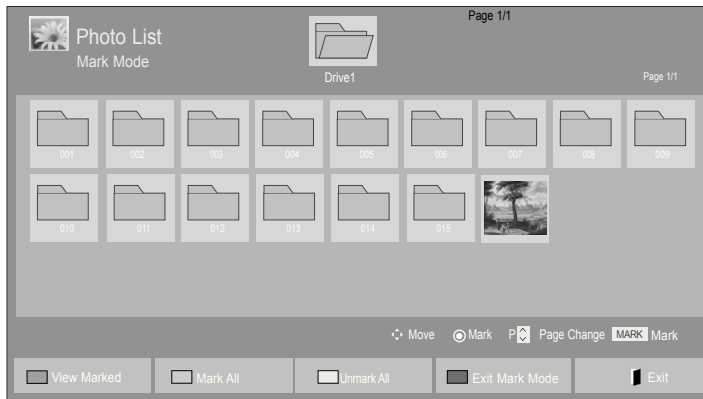 Page 1/1
Photo List
Mark Mode
Drive1
Page 1/1
001 002 003 004 005 006 007 008 009
010 011 012 013 014 015
Move Mark P Page Change MARK Mark
View Marked Mark All Unmark All Exit Mark Mode Exit